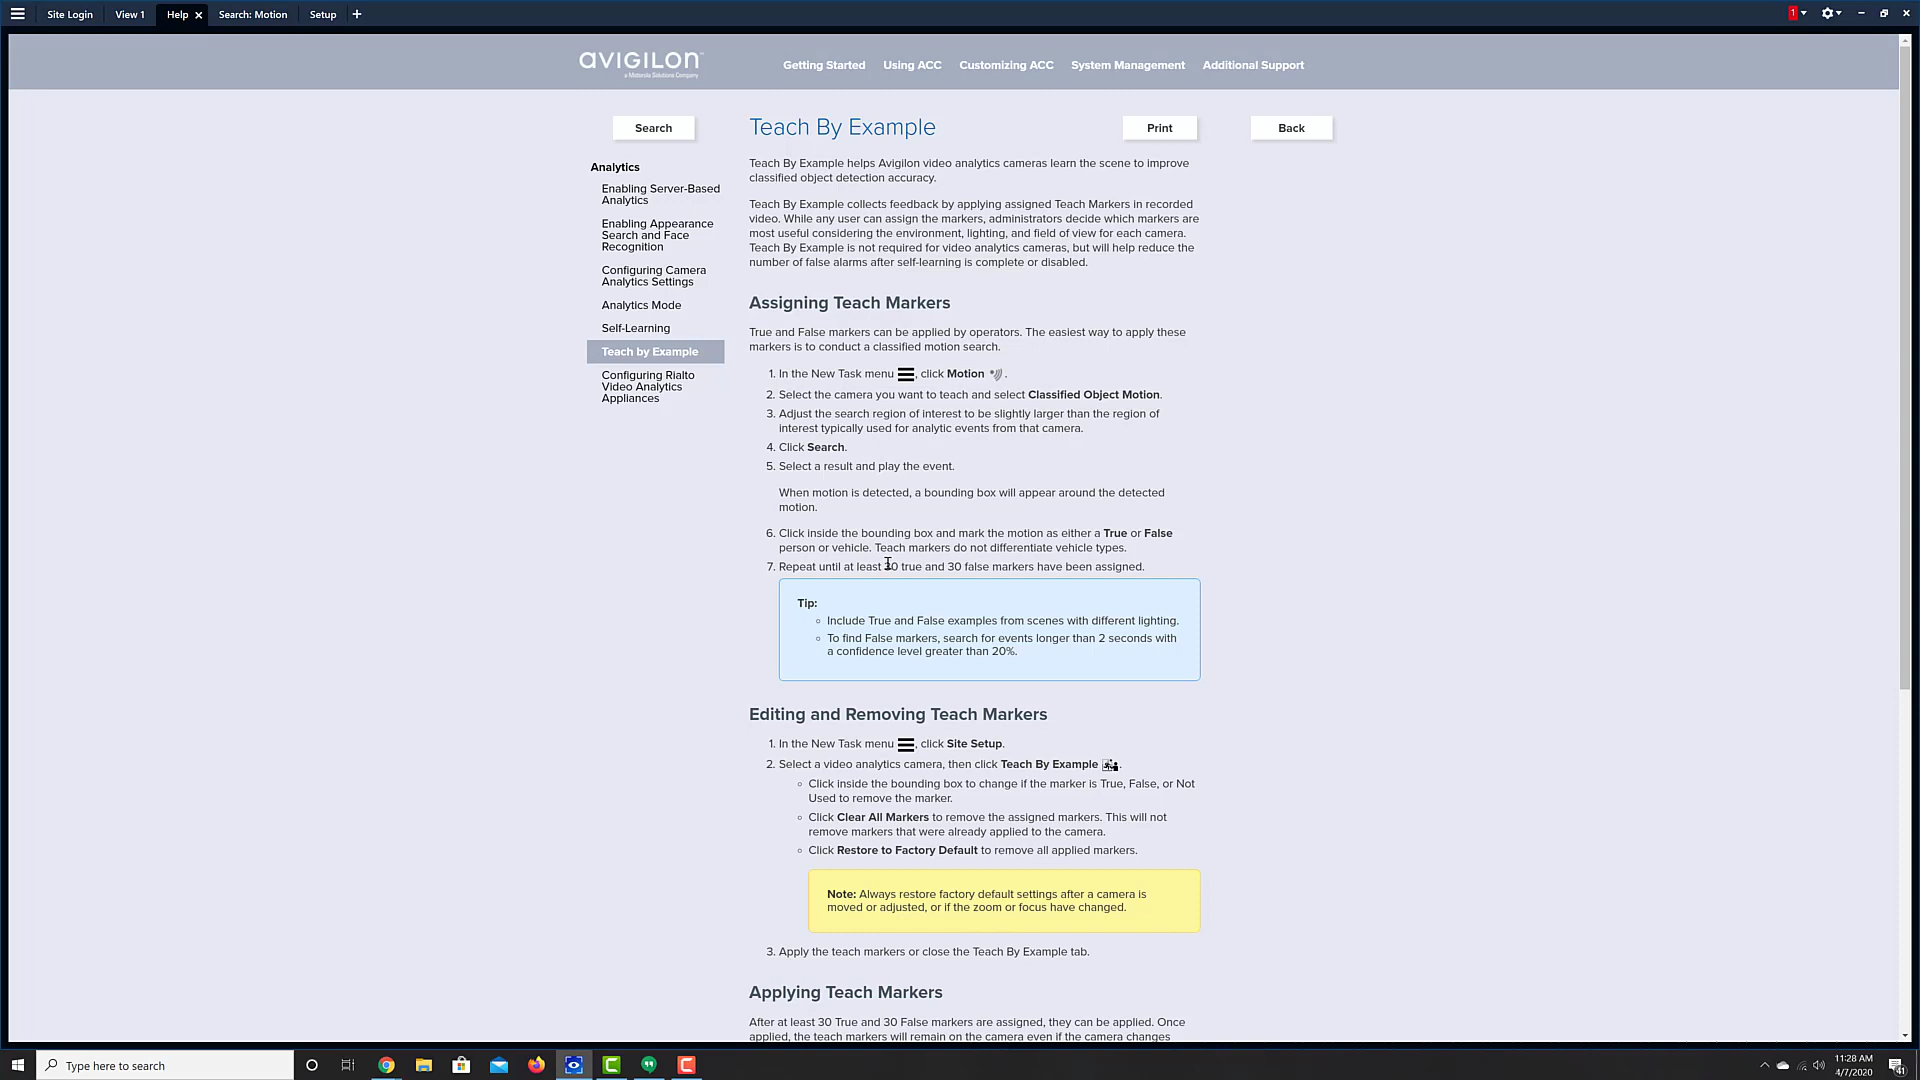 Site Login
View 1
Help
Search: Motion
Setup
1
avigilon
a Motorola Solutions Company
Getting Started
Using ACC
Customizing ACC
System Management
Additional Support
Search
Teach By Example
Print
Back
Analytics
Enabling Server-Based
Analytics
Enabling Appearance
Search and Face
Recognition
Configuring Camera
Analytics Settings
Analytics Mode
Self-Learning
Teach by Example
Configuring Rialto
Video Analytics
Appliances
Teach By Example helps Avigilon video analytics cameras learn the scene to improve
classified object detection accuracy.
Teach By Example collects feedback by applying assigned Teach Markers in recorded
video. While any user can assign the markers, administrators decide which markers are
most useful considering the environment, lighting, and field of view for each camera.
Teach By Example is not required for video analytics cameras, but will help reduce the
number of false alarms after self-learning is complete or disabled.
Assigning Teach Markers
True and False markers can be applied by operators. The easiest way to apply these
markers is to conduct a classified motion search.
1. In the New Task menu , click Motion .
2. Select the camera you want to teach and select Classified Object Motion.
3. Adjust the search region of interest to be slightly larger than the region of
interest typically used for analytic events from that camera.
4. Click Search.
5. Select a result and play the event.
When motion is detected, a bounding box will appear around the detected
motion.
6. Click inside the bounding box and mark the motion as either a True or False
person or vehicle. Teach markers do not differentiate vehicle types.
7. Repeat until at least 30 true and 30 false markers have been assigned.
Tip:
Include True and False examples from scenes with different lighting.
To find False markers, search for events longer than 2 seconds with
a confidence level greater than 20%.
Editing and Removing Teach Markers
1. In the New Task menu , click Site Setup.
2. Select a video analytics camera, then click Teach By Example .
Click inside the bounding box to change if the marker is True, False, or Not
Used to remove the marker.
Click Clear All Markers to remove the assigned markers. This will not
remove markers that were already applied to the camera.
Click Restore to Factory Default to remove all applied markers.
Note: Always restore factory default settings after a camera is
moved or adjusted, or if the zoom or focus have changed.
3. Apply the teach markers or close the Teach By Example tab.
Applying Teach Markers
After at least 30 True and 30 False markers are assigned, they can be applied. Once
applied, the teach markers will remain on the camera even if the camera changes
Type here to search
11:28 AM
4/7/2020
41